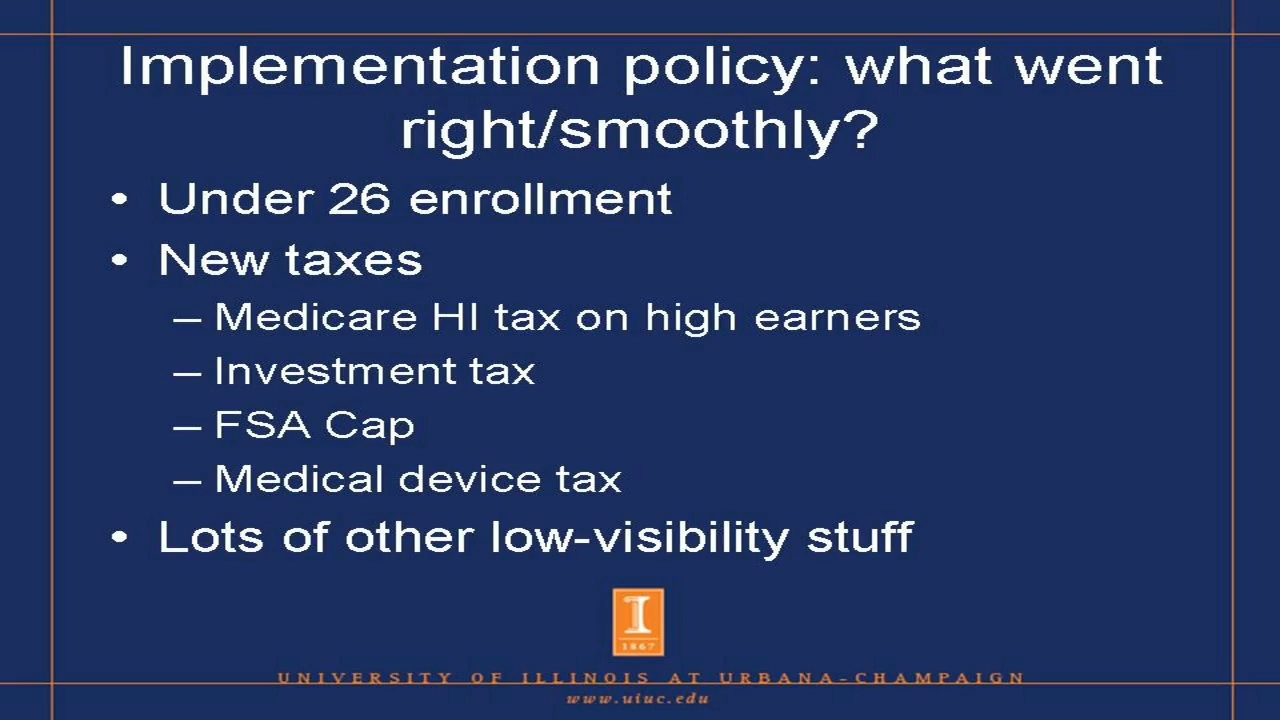 Implementation policy: what went
right/smoothly?
• Under 26 enrollment
• New taxes
– Medicare HI tax on high earners
– Investment tax
– FSA Cap
– Medical device tax
• Lots of other low-visibility stuff
I
1867
UNIVERSITY OF ILLINOIS AT URBANA-CHAMPAIGN
www.uiuc.edu